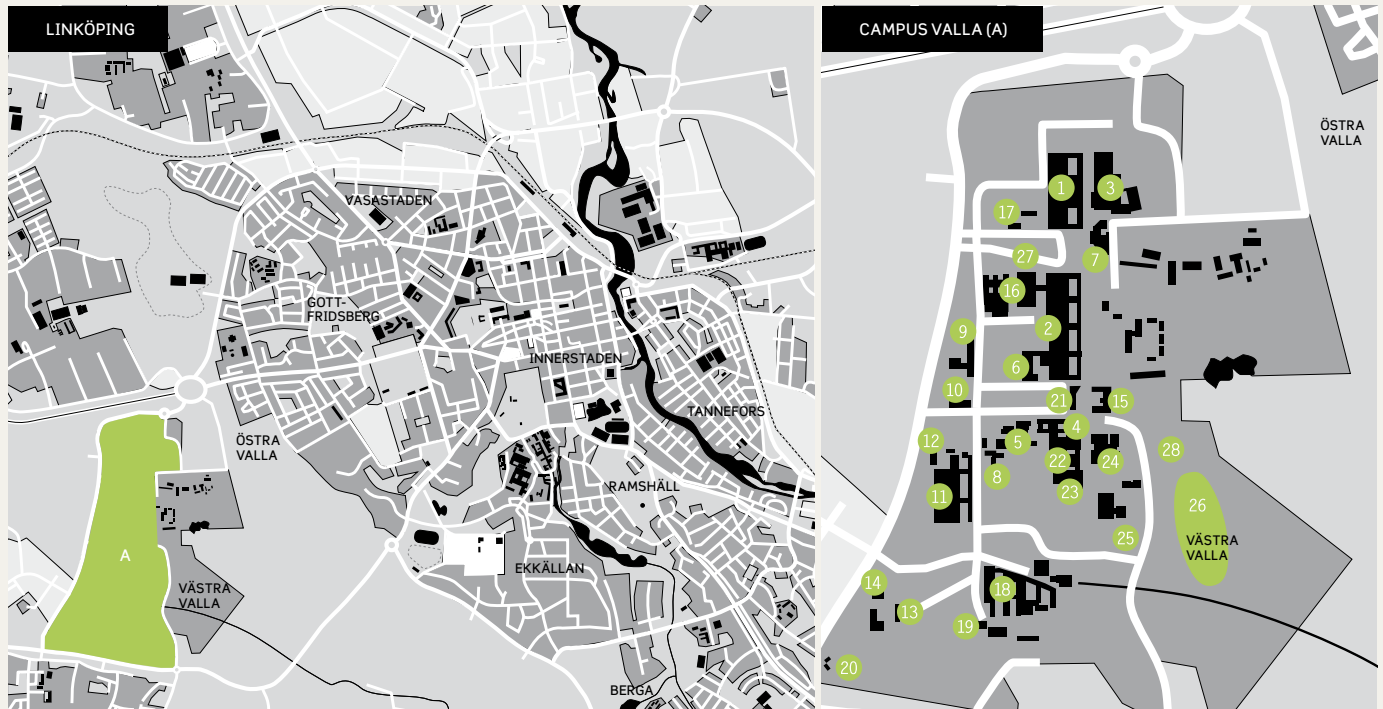 LINKÖPING
VASASTADEN
GOTT-
FRIDSBERG
INNERSTADEN
TANNEFORS
ÖSTRA
VALLA
RAMSHÄLL
A
EKKÄLLAN
VÄSTRA
VALLA
BERGA
CAMPUS VALLA (A)
ÖSTRA
VALLA
1
3
17
27
7
16
9
2
6
10
21
15
4
12
5
28
22
24
8
23
11
26
25
VÄSTRA
VALLA
14
18
13
19
20